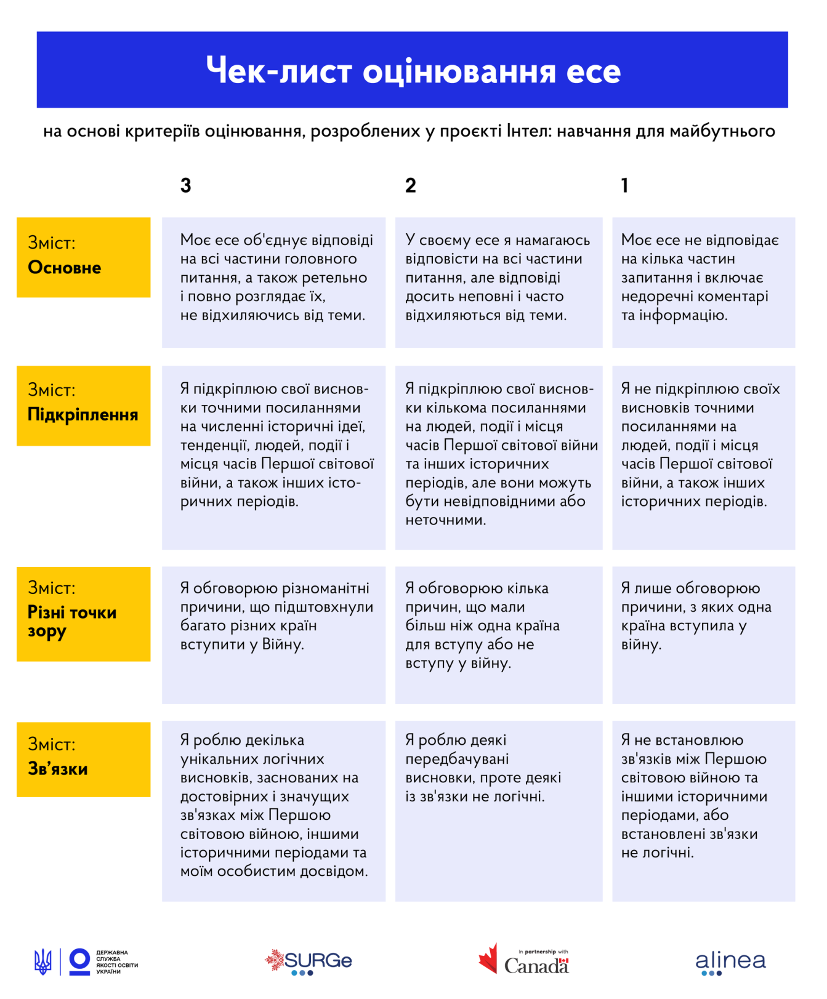 Чек-лист оцінювання есе
на основі критеріїв оцінювання, розроблених у проєкті Інтел: навчання для майбутнього
3
2
1
Зміст:
Основне
Моє есе об'єднує відповіді
на всі частини головного
питання, а також ретельно
і повно розглядає їх,
не відхиляючись від теми.
У своєму есе я намагаюсь
відповісти на всі частини
питання, але відповіді
досить неповні і часто
відхиляються від теми.
Моє есе не відповідає
на кілька частин
запитання і включає
недоречні коментарі
та інформацію.
Зміст:
Підкріплення
Я підкріплюю свої виснов-
ки точними посиланнями
на численні історичні ідеї,
тенденції, людей, події і
місця часів Першої світової
війни, а також інших істо-
ричних періодів.
Я підкріплюю свої виснов-
ки кількома посиланнями
на людей, події і місця
часів Першої світової війни
та інших історичних
періодів, але вони можуть
бути невідповідними або
неточними.
Я не підкріплюю своїх
висновків точними
посиланнями на
людей, події і місця
часів Першої світової
війни, а також інших
історичних періодів.
Зміст:
Різні точки
зору
Я обговорюю різноманітні
причини, що підштовхнули
багато різних країн
вступити у Війну.
Я обговорюю кілька
причин, що мали
більш ніж одна країна
для вступу або не
вступу у війну.
Я лише обговорюю
причини, з яких одна
країна вступила у
війну.
Зміст:
Зв’язки
Я роблю декілька
унікальних логічних
висновків, заснованих на
достовірних і значущих
зв'язках між Першою
світовою війною, іншими
історичними періодами та
моїм особистим досвідом.
Я роблю деякі
передбачувані
висновки, проте деякі
із зв'язки не логічні.
Я не встановлюю
зв'язків між Першою
світовою війною та
іншими історичними
періодами, або
встановлені зв'язки
не логічні.
ДЕРЖАВНА
СЛУЖБА
ЯКОСТІ ОСВІТИ
УКРАЇНИ
SURGe
In partnership with
Canada
alinea